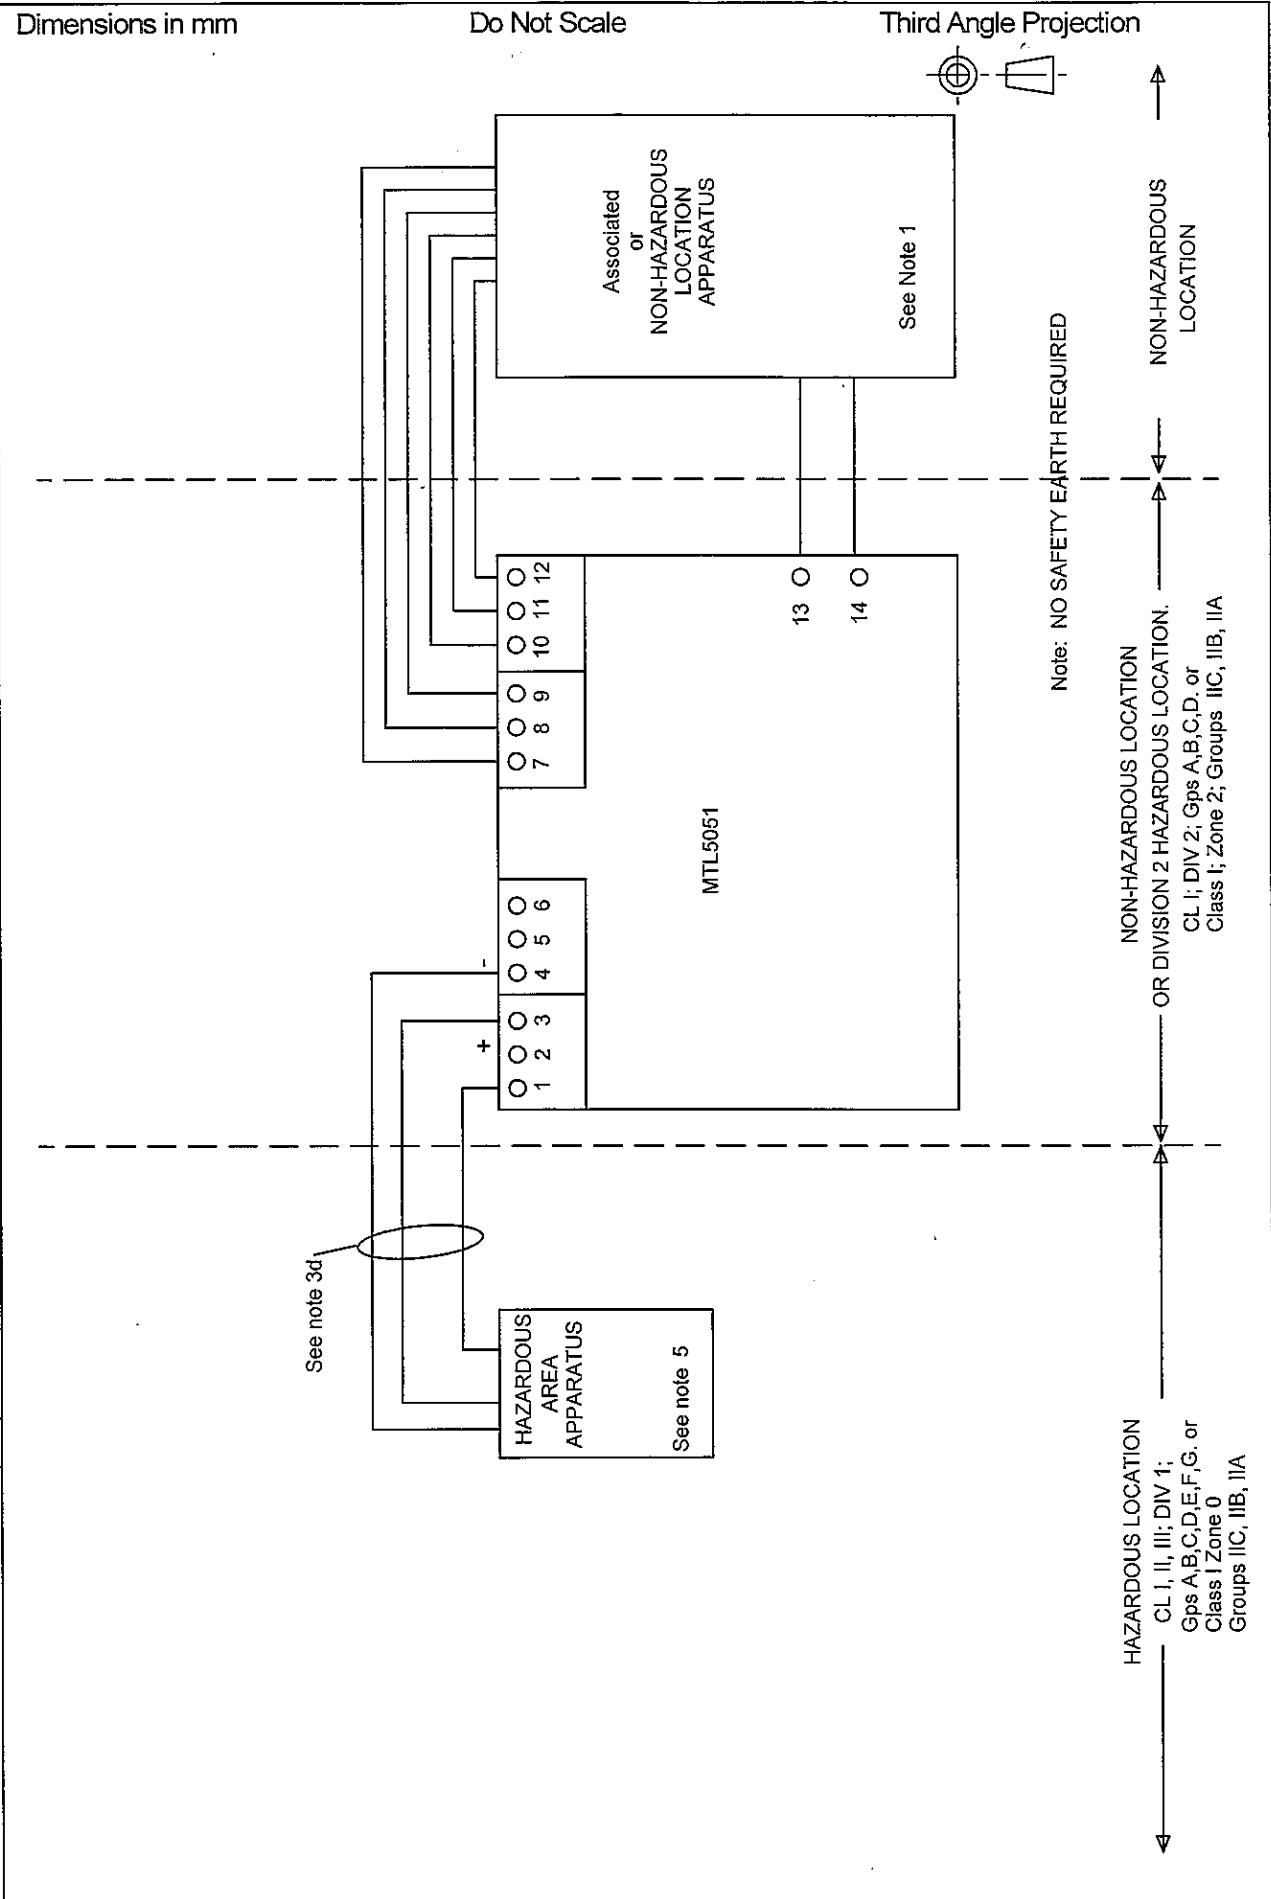 Dimensions in mm
Do Not Scale
Third Angle Projection
See note 3d
HAZARDOUS
AREA
APPARATUS
See note 5
+
-
1
2
3
4
5
6
7
8
9
10
11
12
MTL5051
13
14
Associated
or
NON-HAZARDOUS
LOCATION
APPARATUS
See Note 1
Note: NO SAFETY EARTH REQUIRED
HAZARDOUS LOCATION
CL I, II, III; DIV 1;
Gps A,B,C,D,E,F,G. or
Class I Zone 0
Groups IIC, IIB, IIA
NON-HAZARDOUS LOCATION
OR DIVISION 2 HAZARDOUS LOCATION.
CL I; DIV 2; Gps A,B,C,D. or
Class I; Zone 2; Groups IIC, IIB, IIA
NON-HAZARDOUS
LOCATION